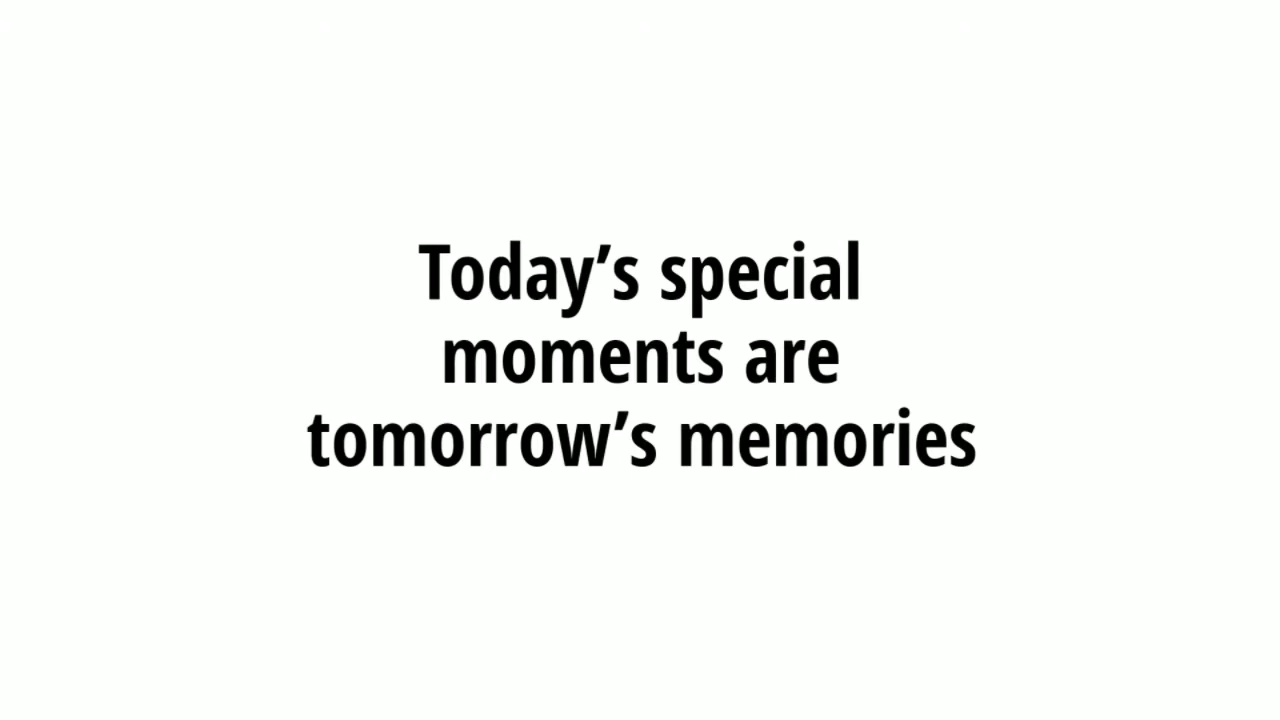 Today’s special
moments are
tomorrow’s memories